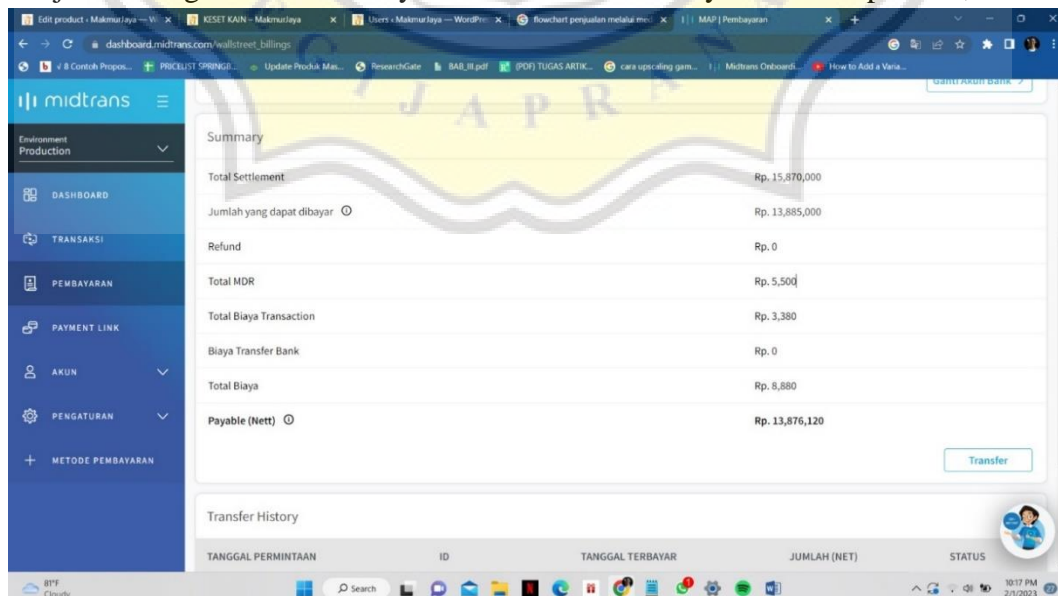 Edit product ‹ MakmurJaya — W
KESET KAIN – MakmurJaya
Users ‹ MakmurJaya — WordPre
flowchart penjualan melalui med
MAP | Pembayaran
dashboard.midtrans.com/wallstreet_billings
√ 8 Contoh Propos...
PRICELIST SPRINGB...
Update Produk Mas...
ResearchGate
BAB_III.pdf
(PDF) TUGAS ARTIK...
cara upscaling gam...
Midtrans Onboardi...
How to Add a Varia...
midtrans
Environment
Production
DASHBOARD
TRANSAKSI
PEMBAYARAN
PAYMENT LINK
AKUN
PENGATURAN
METODE PEMBAYARAN
Ganti Akun Bank
IJAPRANA
Summary
Total Settlement Rp. 15,870,000
Jumlah yang dapat dibayar Rp. 13,885,000
Refund Rp. 0
Total MDR Rp. 5,500
Total Biaya Transaction Rp. 3,380
Biaya Transfer Bank Rp. 0
Total Biaya Rp. 8,880
Payable (Nett) Rp. 13,876,120
Transfer
Transfer History
TANGGAL PERMINTAAN ID TANGGAL TERBAYAR JUMLAH (NET) STATUS
81°F
Cloudy
Search
10:17 PM
2/1/2023